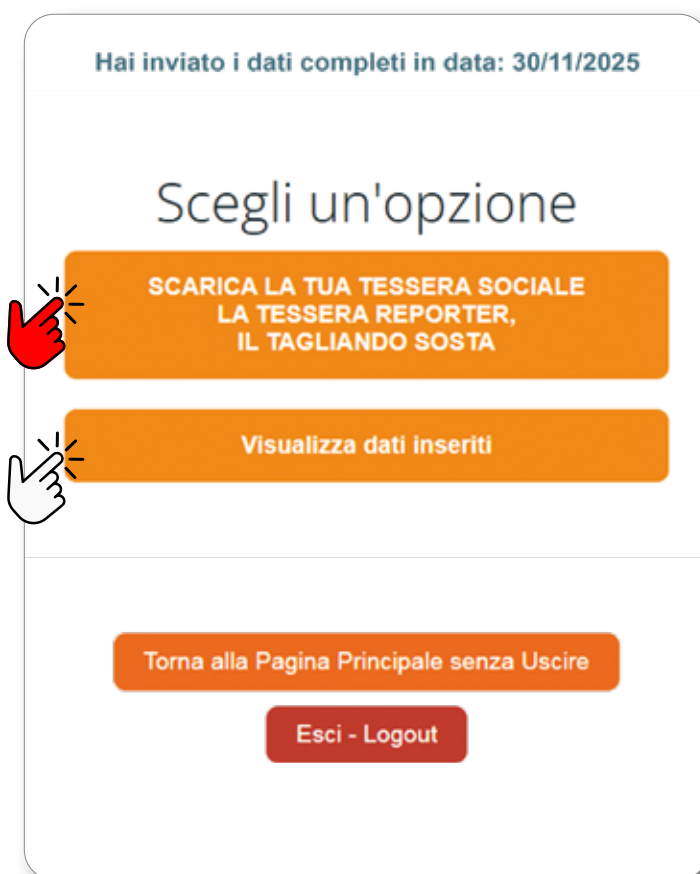 Hai inviato i dati completi in data: 30/11/2025
Scegli un'opzione
SCARICA LA TUA TESSERA SOCIALE
LA TESSERA REPORTER,
IL TAGLIANDO SOSTA
Visualizza dati inseriti
Torna alla Pagina Principale senza Uscire
Esci - Logout